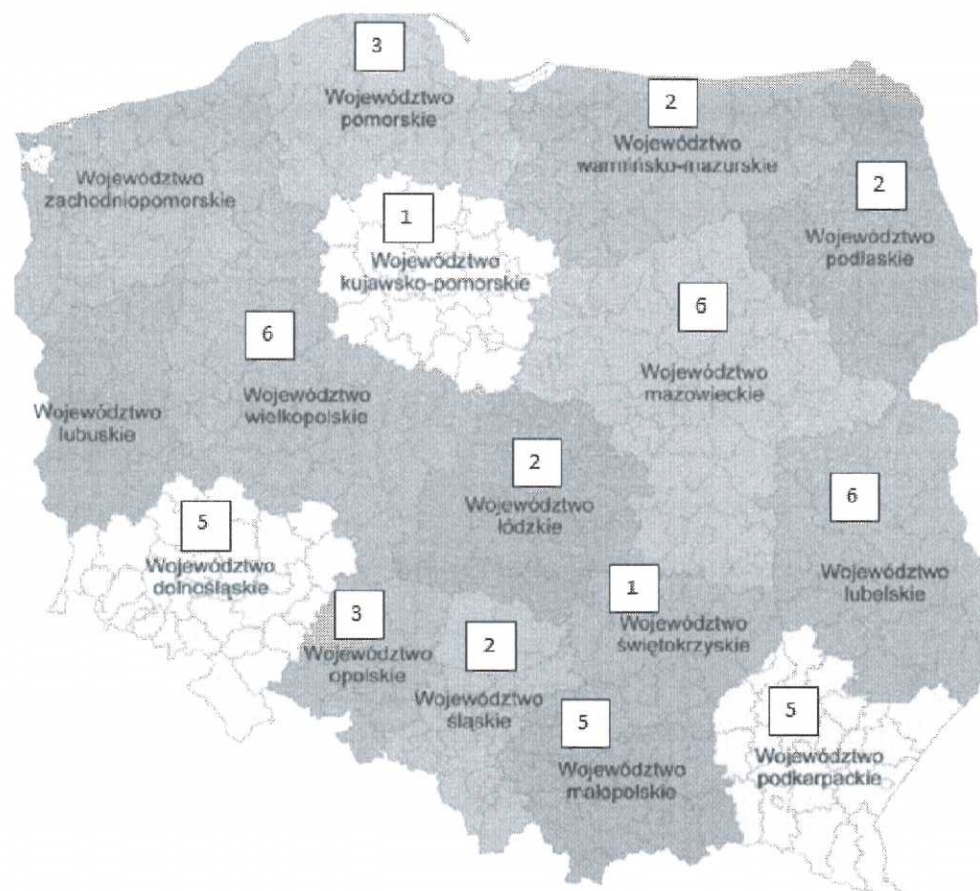 3
Województwo
pomorskie
2
Województwo
warmińsko-mazurskie
Województwo
zachodniopomorskie
2
Województwo
podlaskie
1
Województwo
kujawsko-pomorskie
6
Województwo
mazowieckie
6
Województwo
wielkopolskie
Województwo
lubuskie
2
Województwo
łódzkie
6
Województwo
lubelskie
5
Województwo
dolnośląskie
1
Województwo
świętokrzyskie
3
Województwo
opolskie
2
Województwo
śląskie
5
Województwo
małopolskie
5
Województwo
podkarpackie